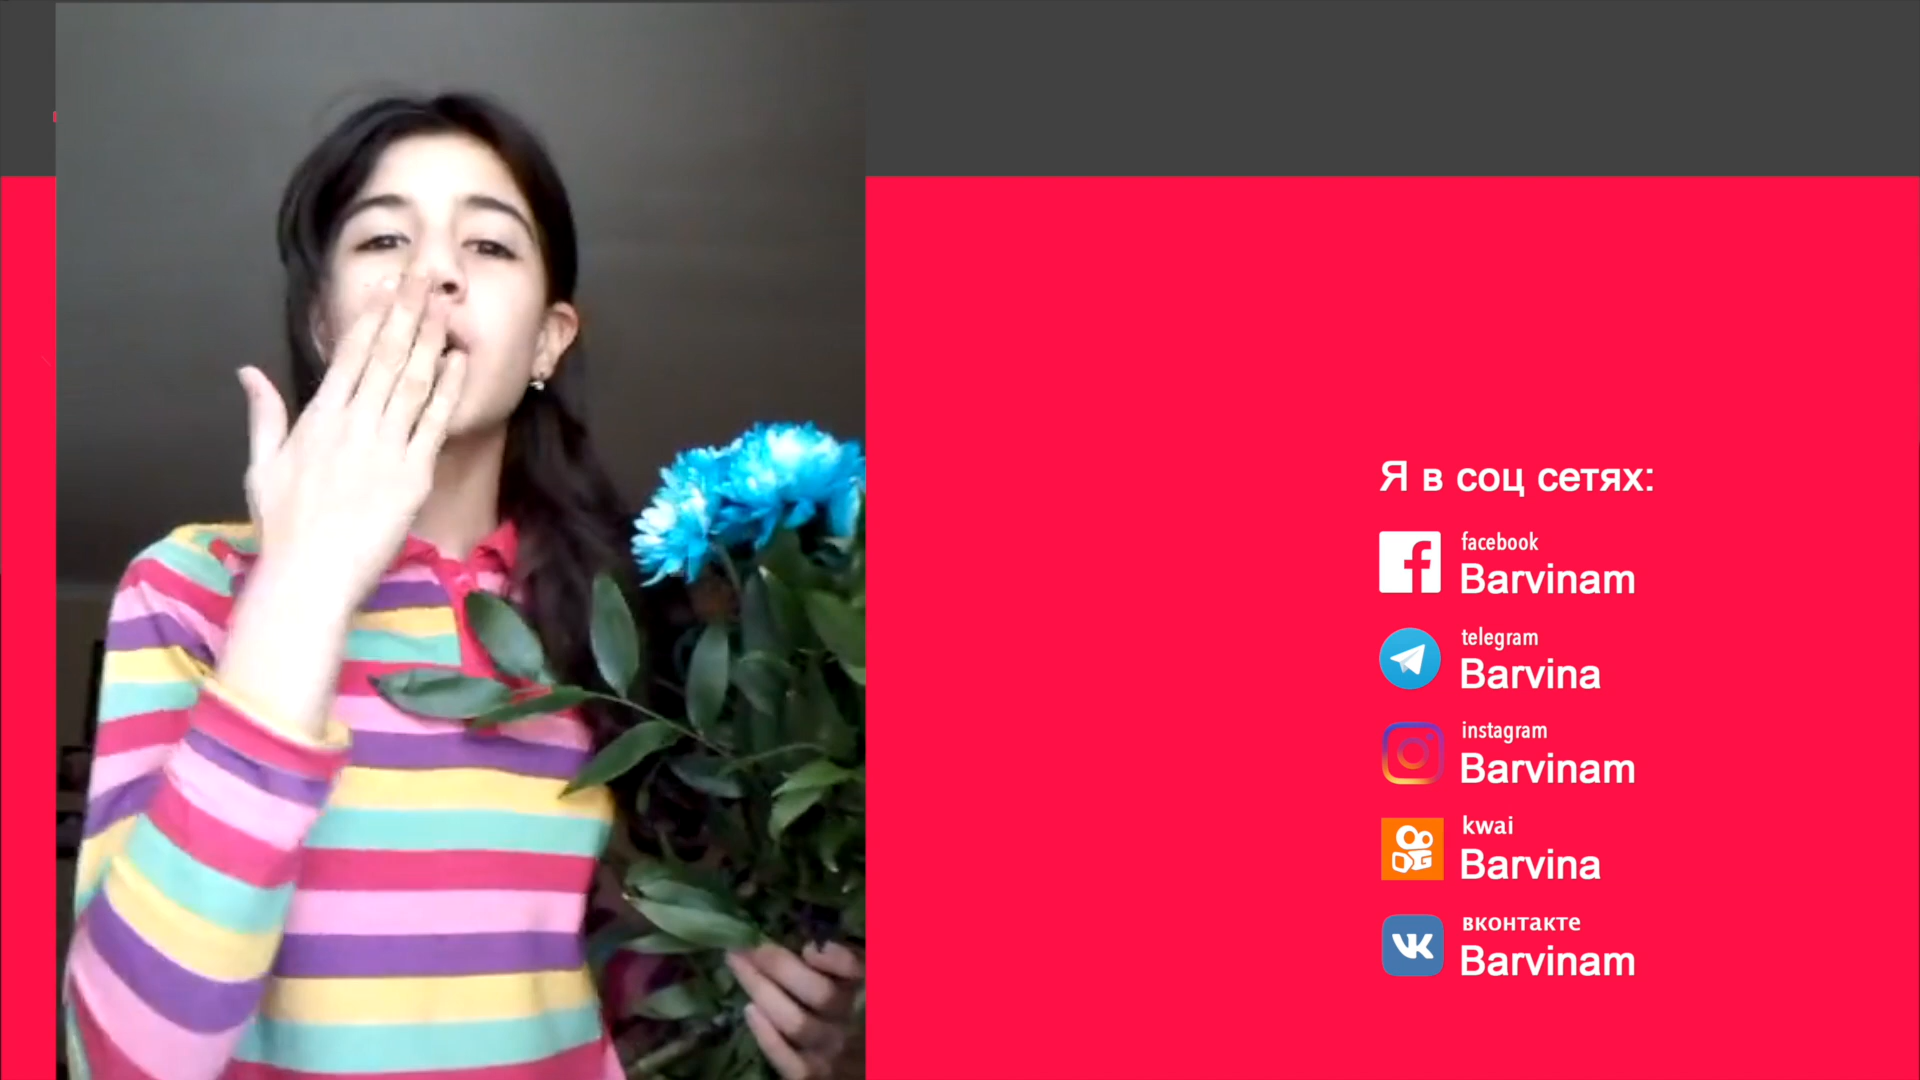 Я в соц сетях:
facebook
Barvinam
telegram
Barvina
instagram
Barvinam
kwai
Barvina
вконтакте
Barvinam